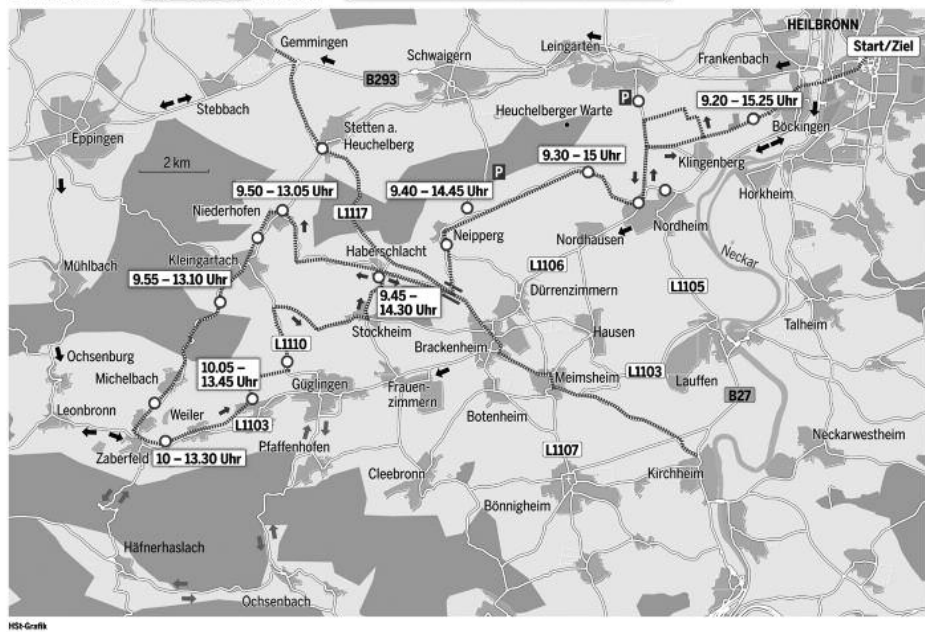 HEILBRONN
Gemmingen
Schwaigern
Leingarten
Start/Ziel
Frankenbach
B293
Stebbach
Eppingen
P
9.20 – 15.25 Uhr
Heuchelberger Warte
Böckingen
Stetten a.
Heuchelberg
2 km
9.30 – 15 Uhr
Klingenberg
P
9.50 – 13.05 Uhr
9.40 – 14.45 Uhr
Horkheim
Niederhofen
L1117
Neipperg
Nordheim
Nordhausen
Haberschlacht
Neckar
Kleingartach
Mühlbach
L1106
9.55 – 13.10 Uhr
Dürrenzimmern
L1105
9.45 –
14.30 Uhr
Talheim
Stockheim
Hausen
L1110
Brackenheim
Ochsenburg
10.05 –
13.45 Uhr
Michelbach
Güglingen
Frauen-
zimmern
Meimsheim
L1103
Lauffen
B27
Leonbronn
Weiler
L1103
Botenheim
Pfaffenhofen
Neckarwestheim
Zaberfeld
10 – 13.30 Uhr
L1107
Cleebronn
Kirchheim
Bönnigheim
Häfnerhaslach
Ochsenbach
HSt-Grafik